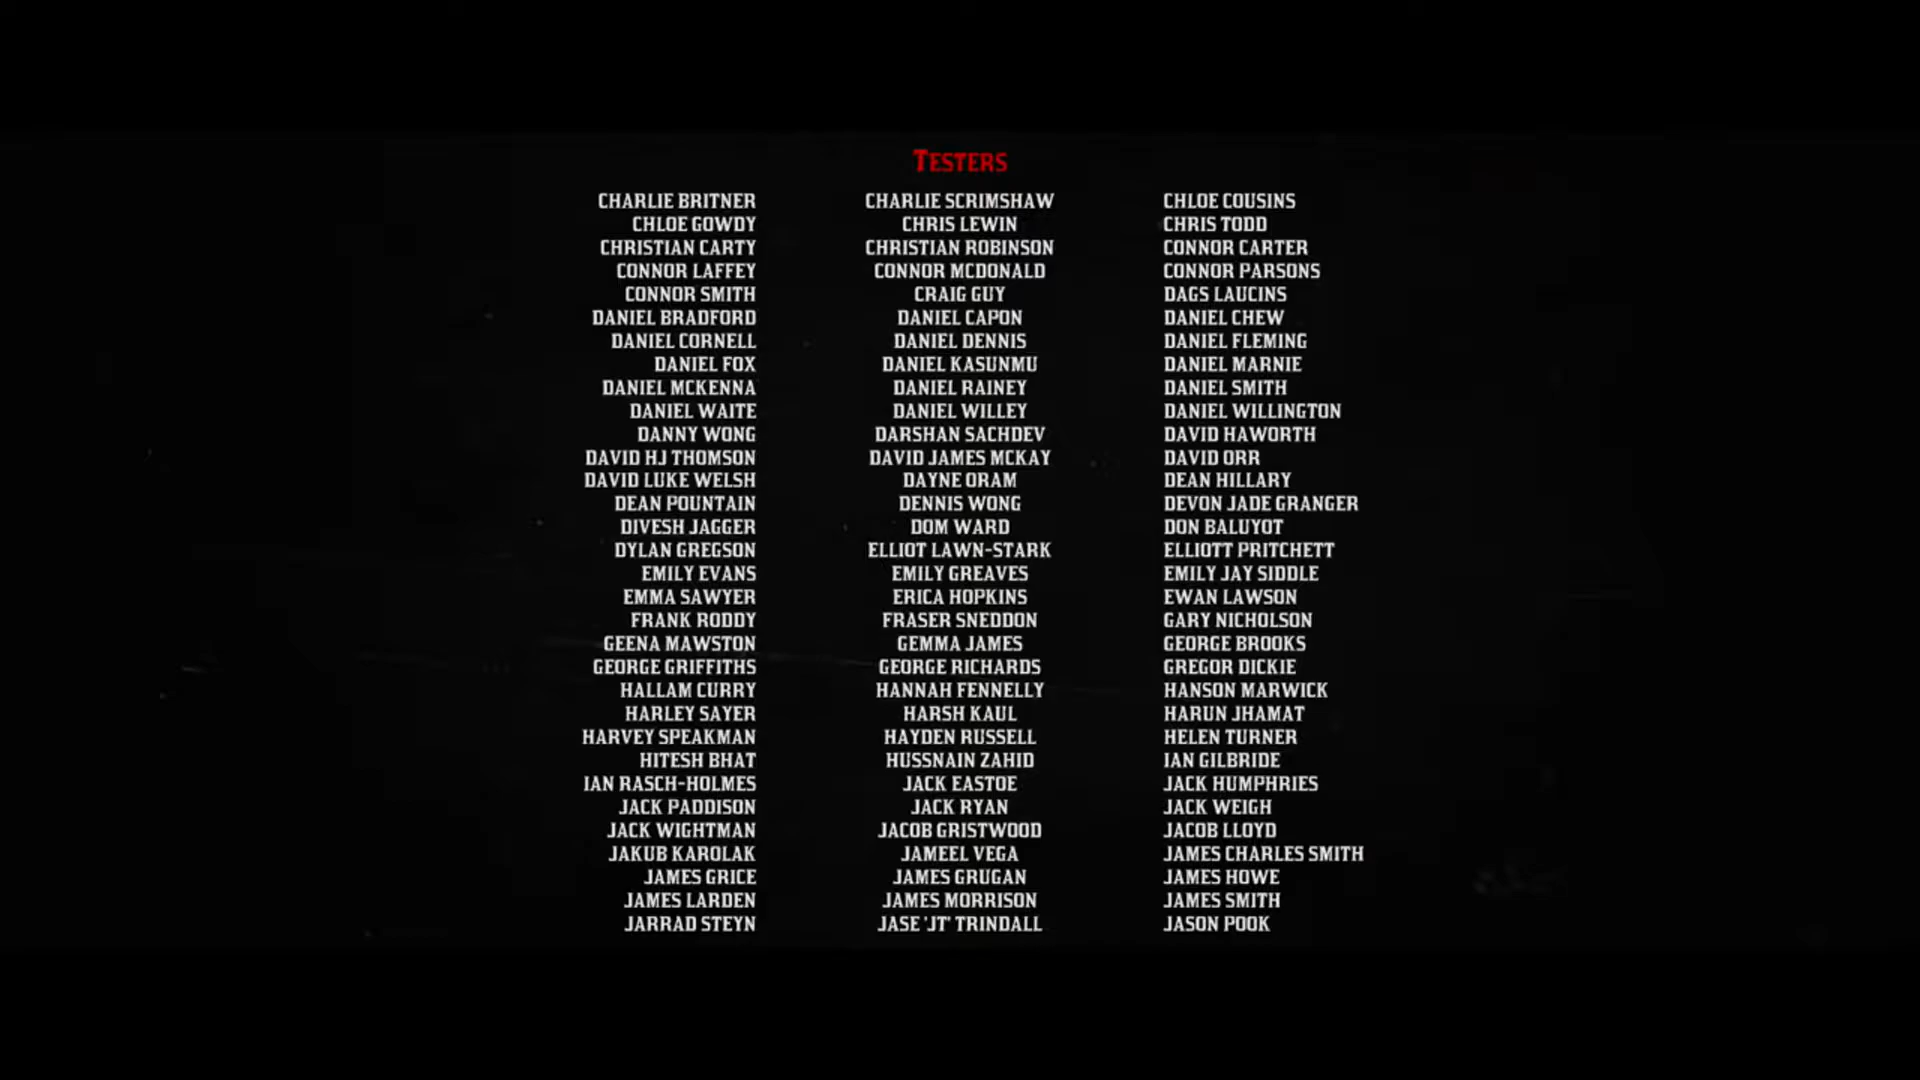 TESTERS
CHARLIE BRITNER CHARLIE SCRIMSHAW CHLOE COUSINS
CHLOE GOWDY CHRIS LEWIN CHRIS TODD
CHRISTIAN CARTY CHRISTIAN ROBINSON CONNOR CARTER
CONNOR LAFFEY CONNOR MCDONALD CONNOR PARSONS
CONNOR SMITH CRAIG GUY DAGS LAUCINS
DANIEL BRADFORD DANIEL CAPON DANIEL CHEW
DANIEL CORNELL DANIEL DENNIS DANIEL FLEMING
DANIEL FOX DANIEL KASUNMU DANIEL MARNIE
DANIEL MCKENNA DANIEL RAINEY DANIEL SMITH
DANIEL WAITE DANIEL WILLEY DANIEL WILLINGTON
DANNY WONG DARSHAN SACHDEV DAVID HAWORTH
DAVID HJ THOMSON DAVID JAMES MCKAY DAVID ORR
DAVID LUKE WELSH DAYNE ORAM DEAN HILLARY
DEAN POUNTAIN DENNIS WONG DEVON JADE GRANGER
DIVESH JAGGER DOM WARD DON BALUYOT
DYLAN GREGSON ELLIOT LAWN-STARK ELLIOTT PRITCHETT
EMILY EVANS EMILY GREAVES EMILY JAY SIDDLE
EMMA SAWYER ERICA HOPKINS EWAN LAWSON
FRANK RODDY FRASER SNEDDON GARY NICHOLSON
GEENA MAWSTON GEMMA JAMES GEORGE BROOKS
GEORGE GRIFFITHS GEORGE RICHARDS GREGOR DICKIE
HALLAM CURRY HANNAH FENNELLY HANSON MARWICK
HARLEY SAYER HARSH KAUL HARUN JHAMAT
HARVEY SPEAKMAN HAYDEN RUSSELL HELEN TURNER
HITESH BHAT HUSSNAIN ZAHID IAN GILBRIDE
IAN RASCH-HOLMES JACK EASTOE JACK HUMPHRIES
JACK PADDISON JACK RYAN JACK WEIGH
JACK WIGHTMAN JACOB GRISTWOOD JACOB LLOYD
JAKUB KAROLAK JAMEEL VEGA JAMES CHARLES SMITH
JAMES GRICE JAMES GRUGAN JAMES HOWE
JAMES LARDEN JAMES MORRISON JAMES SMITH
JARRAD STEYN JASE 'JT' TRINDALL JASON POOK